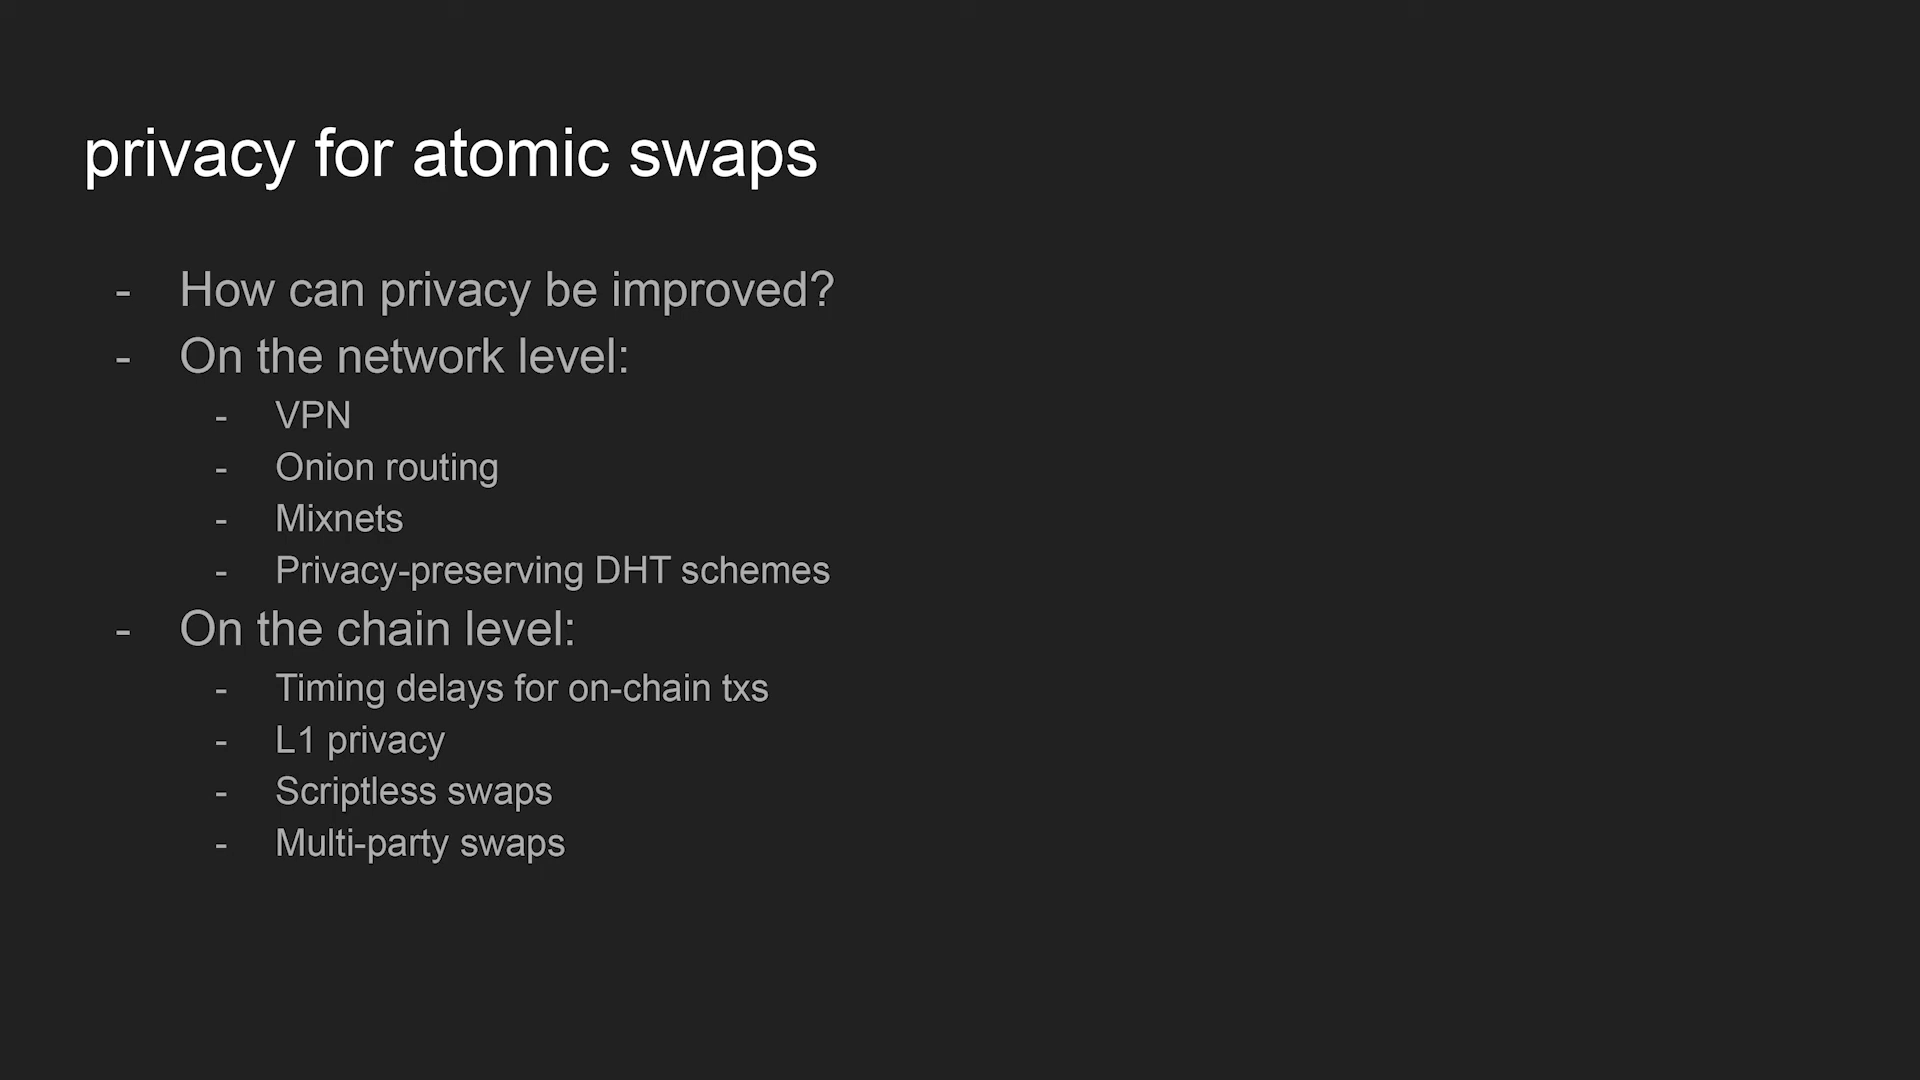 privacy for atomic swaps
- How can privacy be improved?
- On the network level:
- VPN
- Onion routing
- Mixnets
- Privacy-preserving DHT schemes
- On the chain level:
- Timing delays for on-chain txs
- L1 privacy
- Scriptless swaps
- Multi-party swaps